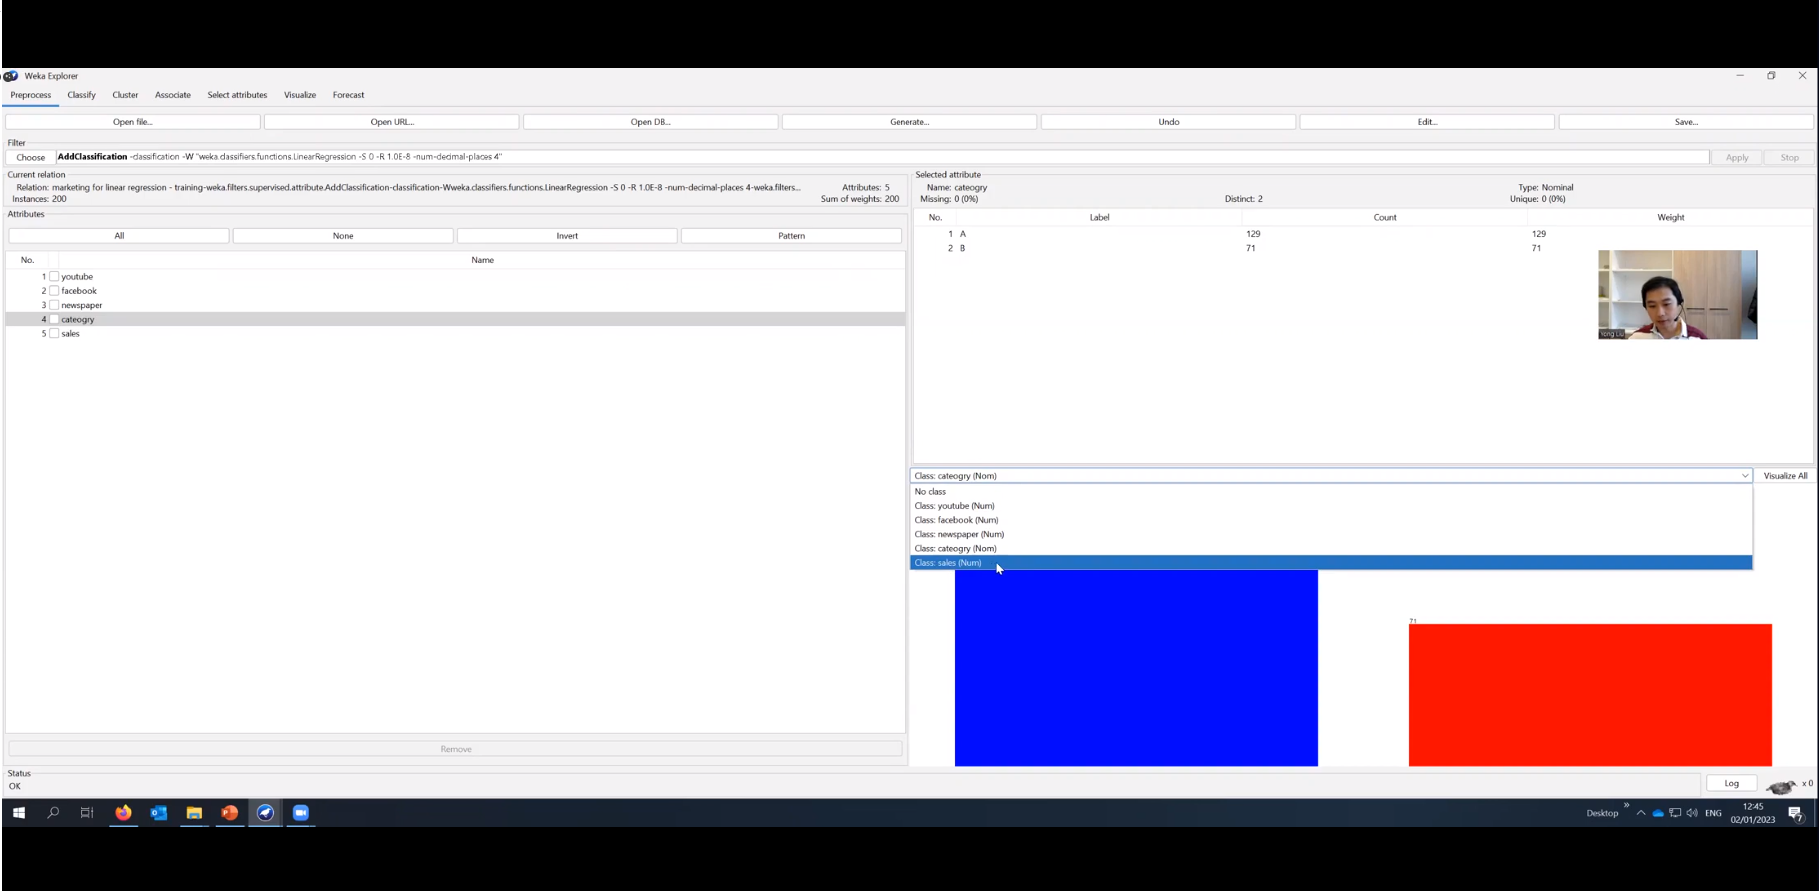 Weka Explorer
Preprocess Classify Cluster Associate Select attributes Visualize Forecast
Open file... Open URL... Open DB... Generate... Undo Edit... Save...
Filter
Choose AddClassification -classification -W "weka.classifiers.functions.LinearRegression -S 0 -R 1.0E-8 -num-decimal-places 4" Apply Stop
Current relation
Relation: marketing for linear regression - training-weka.filters.supervised.attribute.AddClassification-classification-Wweka.classifiers.functions.LinearRegression -S 0 -R 1.0E-8 -num-decimal-places 4-weka.filters... Attributes: 5
Instances: 200 Sum of weights: 200
Attributes
All None Invert Pattern
No. Name
1 youtube
2 facebook
3 newspaper
4 cateogry
5 sales
Remove
Selected attribute
Name: cateogry Type: Nominal
Missing: 0 (0%) Distinct: 2 Unique: 0 (0%)
No. Label Count Weight
1 A 129 129
2 B 71 71
Yong Liu
Class: cateogry (Nom) Visualize All
No class
Class: youtube (Num)
Class: facebook (Num)
Class: newspaper (Num)
Class: cateogry (Nom)
Class: sales (Num)
71
Status
OK Log x 0
Desktop ENG 12:45
02/01/2023
7